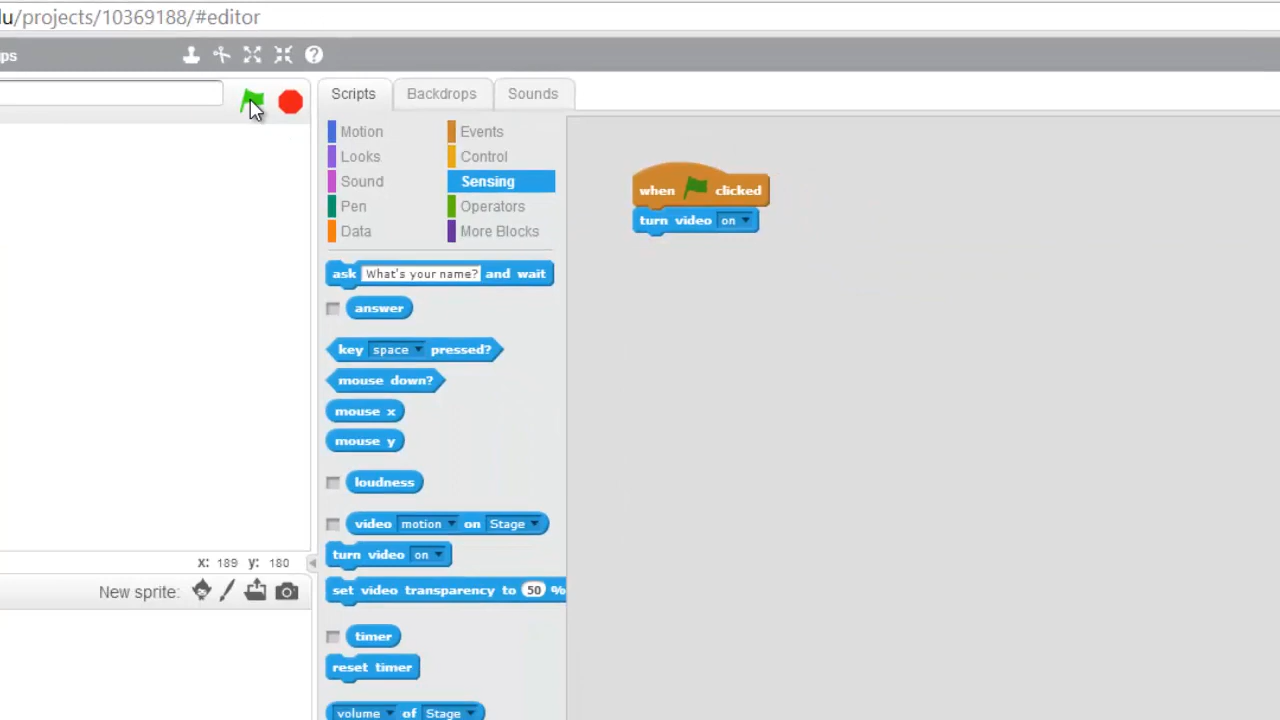 lu/projects/10369188/#editor
ps
Scripts Backdrops Sounds
Motion Events
Looks Control
Sound Sensing
Pen Operators
Data More Blocks
when clicked
turn video on
ask What's your name? and wait
answer
key space pressed?
mouse down?
mouse x
mouse y
loudness
video motion on Stage
turn video on
set video transparency to 50 %
timer
reset timer
volume of Stage
x: 189 y: 180
New sprite: